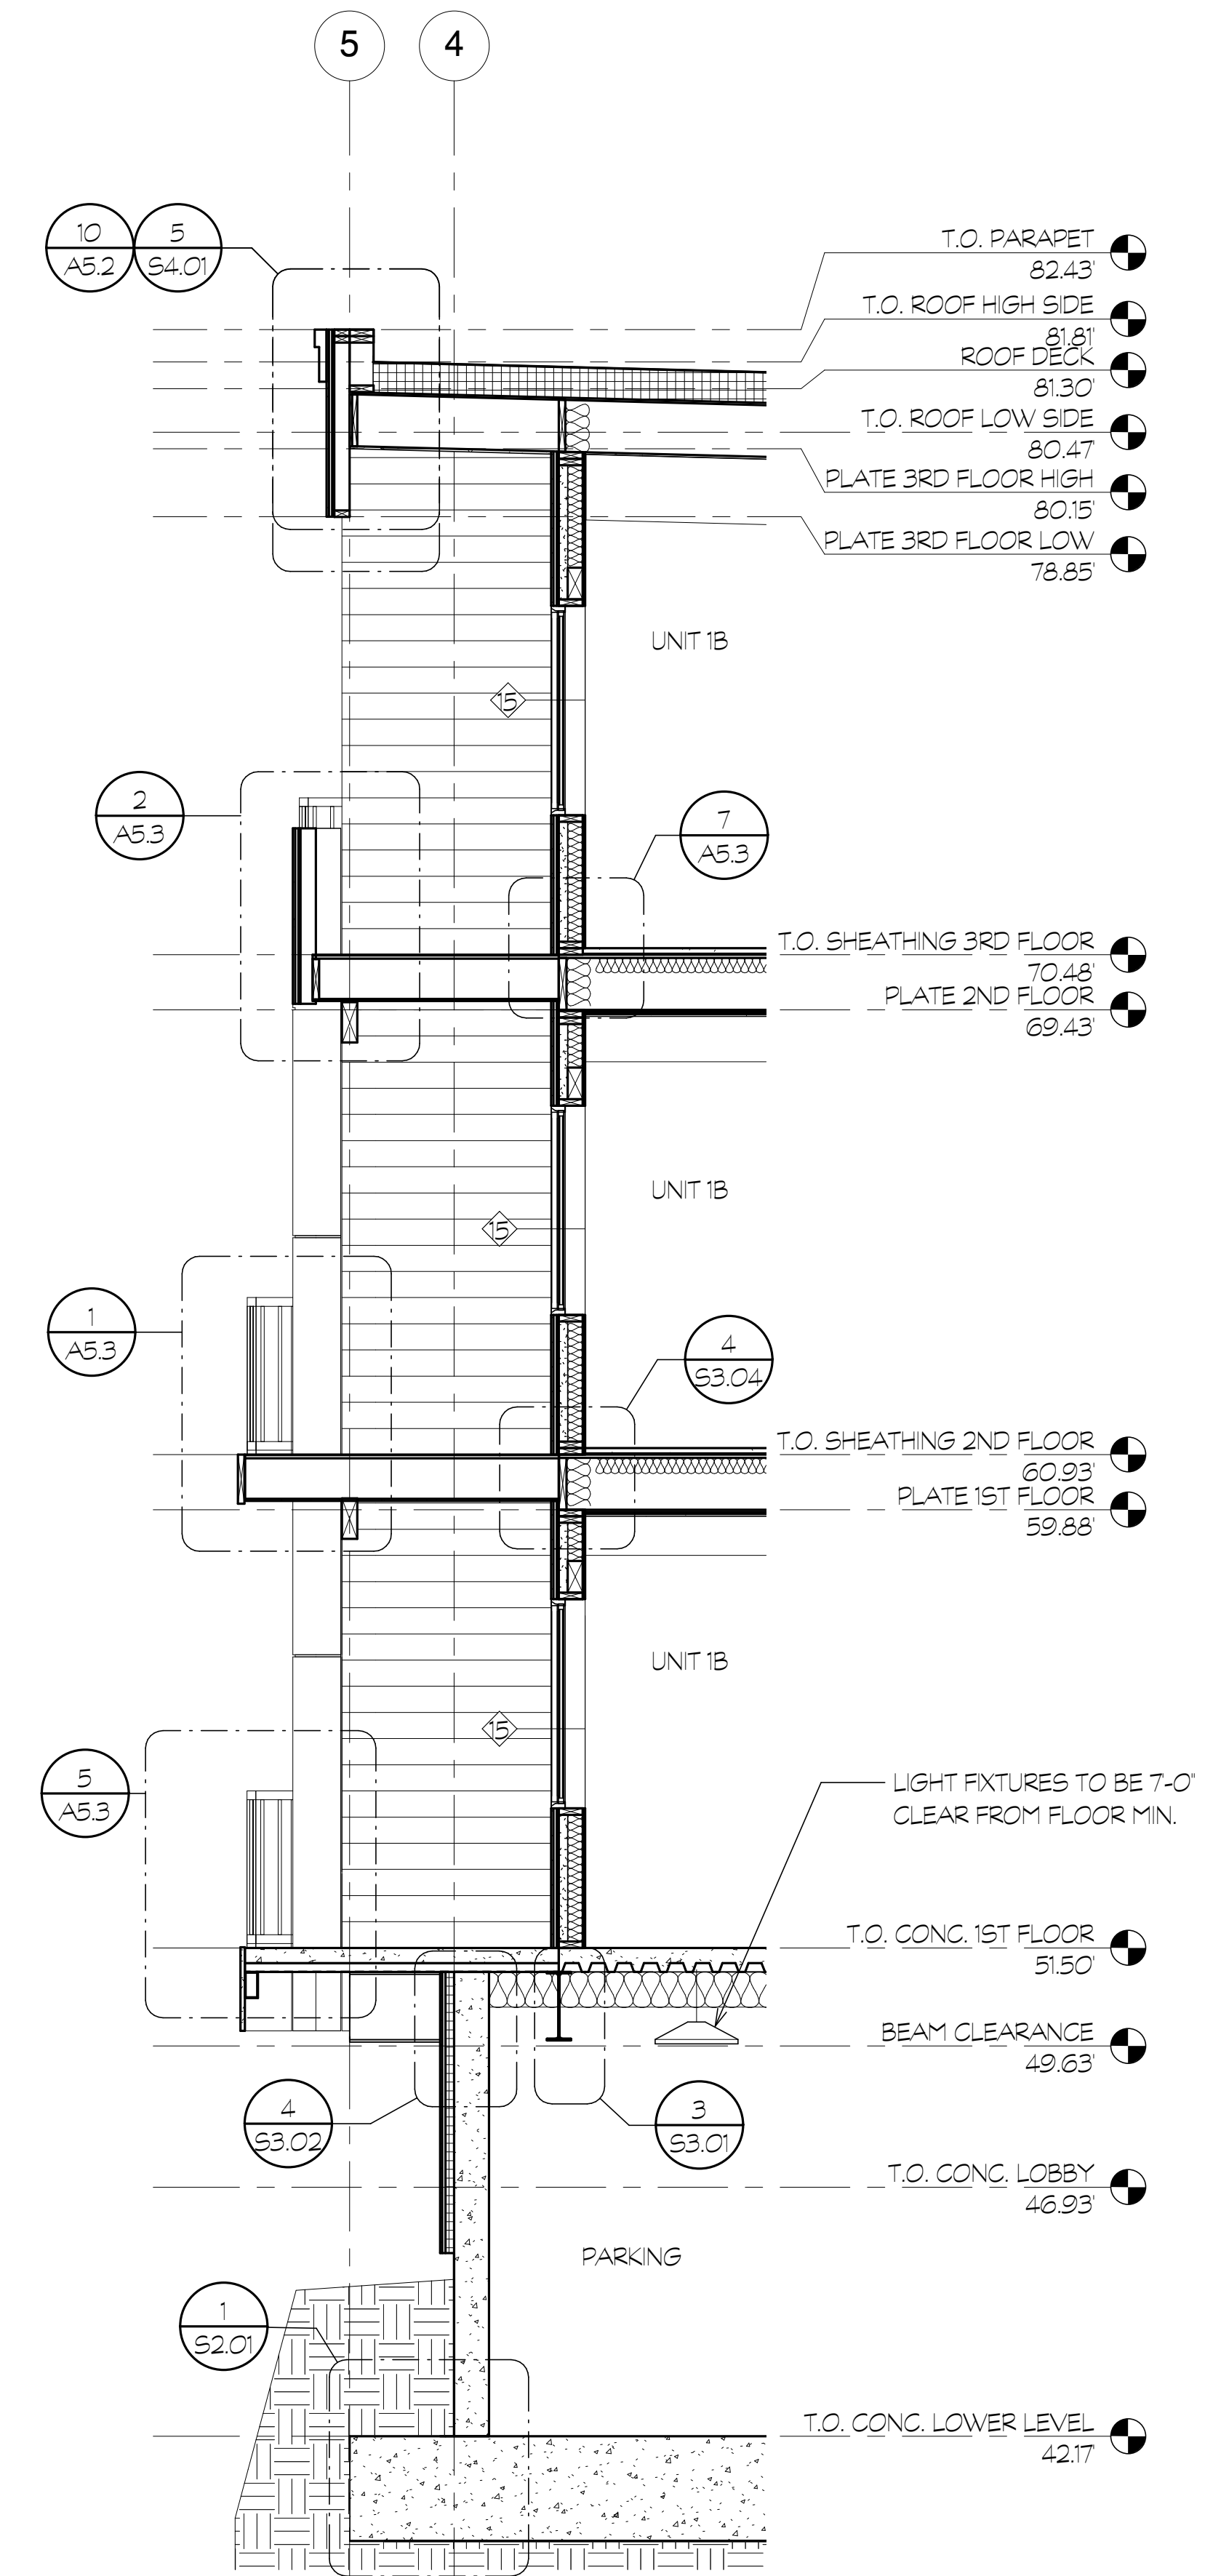 5
4
10
A5.2
5
S4.01
T.O. PARAPET
82.43'
T.O. ROOF HIGH SIDE
81.81'
ROOF DECK
81.30'
T.O. ROOF LOW SIDE
80.47'
PLATE 3RD FLOOR HIGH
80.15'
PLATE 3RD FLOOR LOW
78.85'
UNIT 1B
15
2
A5.3
7
A5.3
T.O. SHEATHING 3RD FLOOR
70.48'
PLATE 2ND FLOOR
69.43'
UNIT 1B
15
1
A5.3
4
S3.04
T.O. SHEATHING 2ND FLOOR
60.93'
PLATE 1ST FLOOR
59.88'
UNIT 1B
15
5
A5.3
LIGHT FIXTURES TO BE 7'-0"
CLEAR FROM FLOOR MIN.
T.O. CONC. 1ST FLOOR
51.50'
BEAM CLEARANCE
49.63'
4
S3.02
3
S3.01
T.O. CONC. LOBBY
46.93'
PARKING
1
S2.01
T.O. CONC. LOWER LEVEL
42.17'